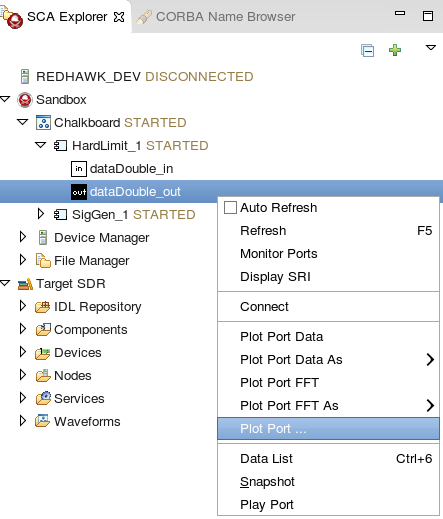 SCA Explorer CORBA Name Browser
REDHAWK_DEV DISCONNECTED
Sandbox
Chalkboard STARTED
HardLimit_1 STARTED
in dataDouble_in
out dataDouble_out
SigGen_1 STARTED
Device Manager
File Manager
Target SDR
IDL Repository
Components
Devices
Nodes
Services
Waveforms
Auto Refresh
Refresh F5
Monitor Ports
Display SRI
Connect
Plot Port Data
Plot Port Data As
Plot Port FFT
Plot Port FFT As
Plot Port ...
Data List Ctrl+6
Snapshot
Play Port